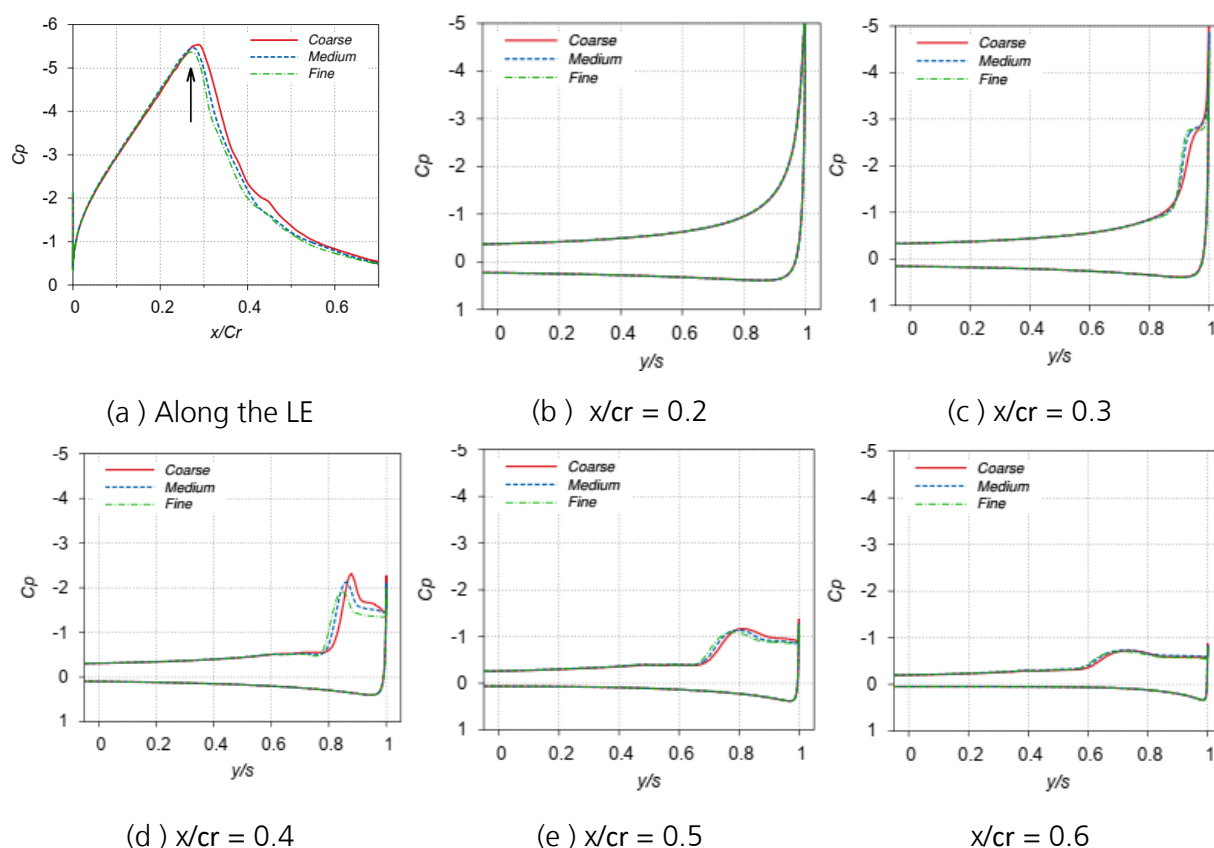 -6
-5
-4
-3
-2
-1
0
Cp
0 0.2 0.4 0.6
x/Cr
Coarse
Medium
Fine
(a ) Along the LE
-5
-4
-3
-2
-1
0
1
Cp
0 0.2 0.4 0.6 0.8 1
y/s
Coarse
Medium
Fine
(b ) x/cr = 0.2
-5
-4
-3
-2
-1
0
1
Cp
0 0.2 0.4 0.6 0.8 1
y/s
Coarse
Medium
Fine
(c ) x/cr = 0.3
-5
-4
-3
-2
-1
0
1
Cp
0 0.2 0.4 0.6 0.8 1
y/s
Coarse
Medium
Fine
(d ) x/cr = 0.4
-5
-4
-3
-2
-1
0
1
Cp
0 0.2 0.4 0.6 0.8 1
y/s
Coarse
Medium
Fine
(e ) x/cr = 0.5
-5
-4
-3
-2
-1
0
1
Cp
0 0.2 0.4 0.6 0.8 1
y/s
Coarse
Medium
Fine
x/cr = 0.6